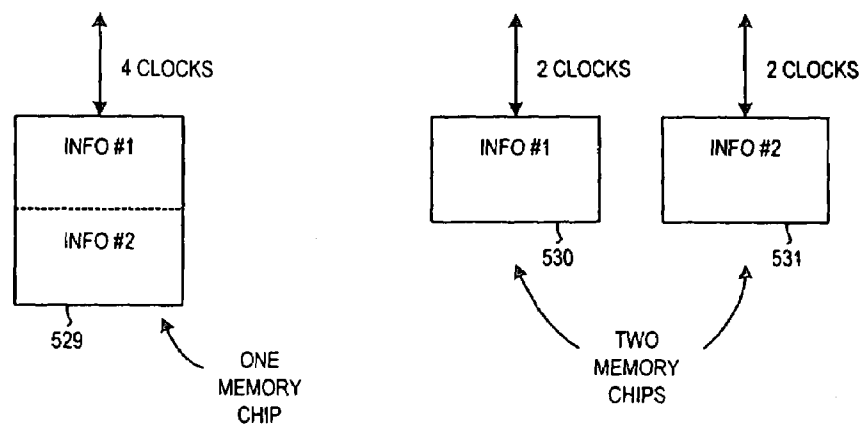 4 CLOCKS
INFO #1
INFO #2
529
ONE
MEMORY
CHIP
2 CLOCKS
2 CLOCKS
INFO #1
INFO #2
530
531
TWO
MEMORY
CHIPS